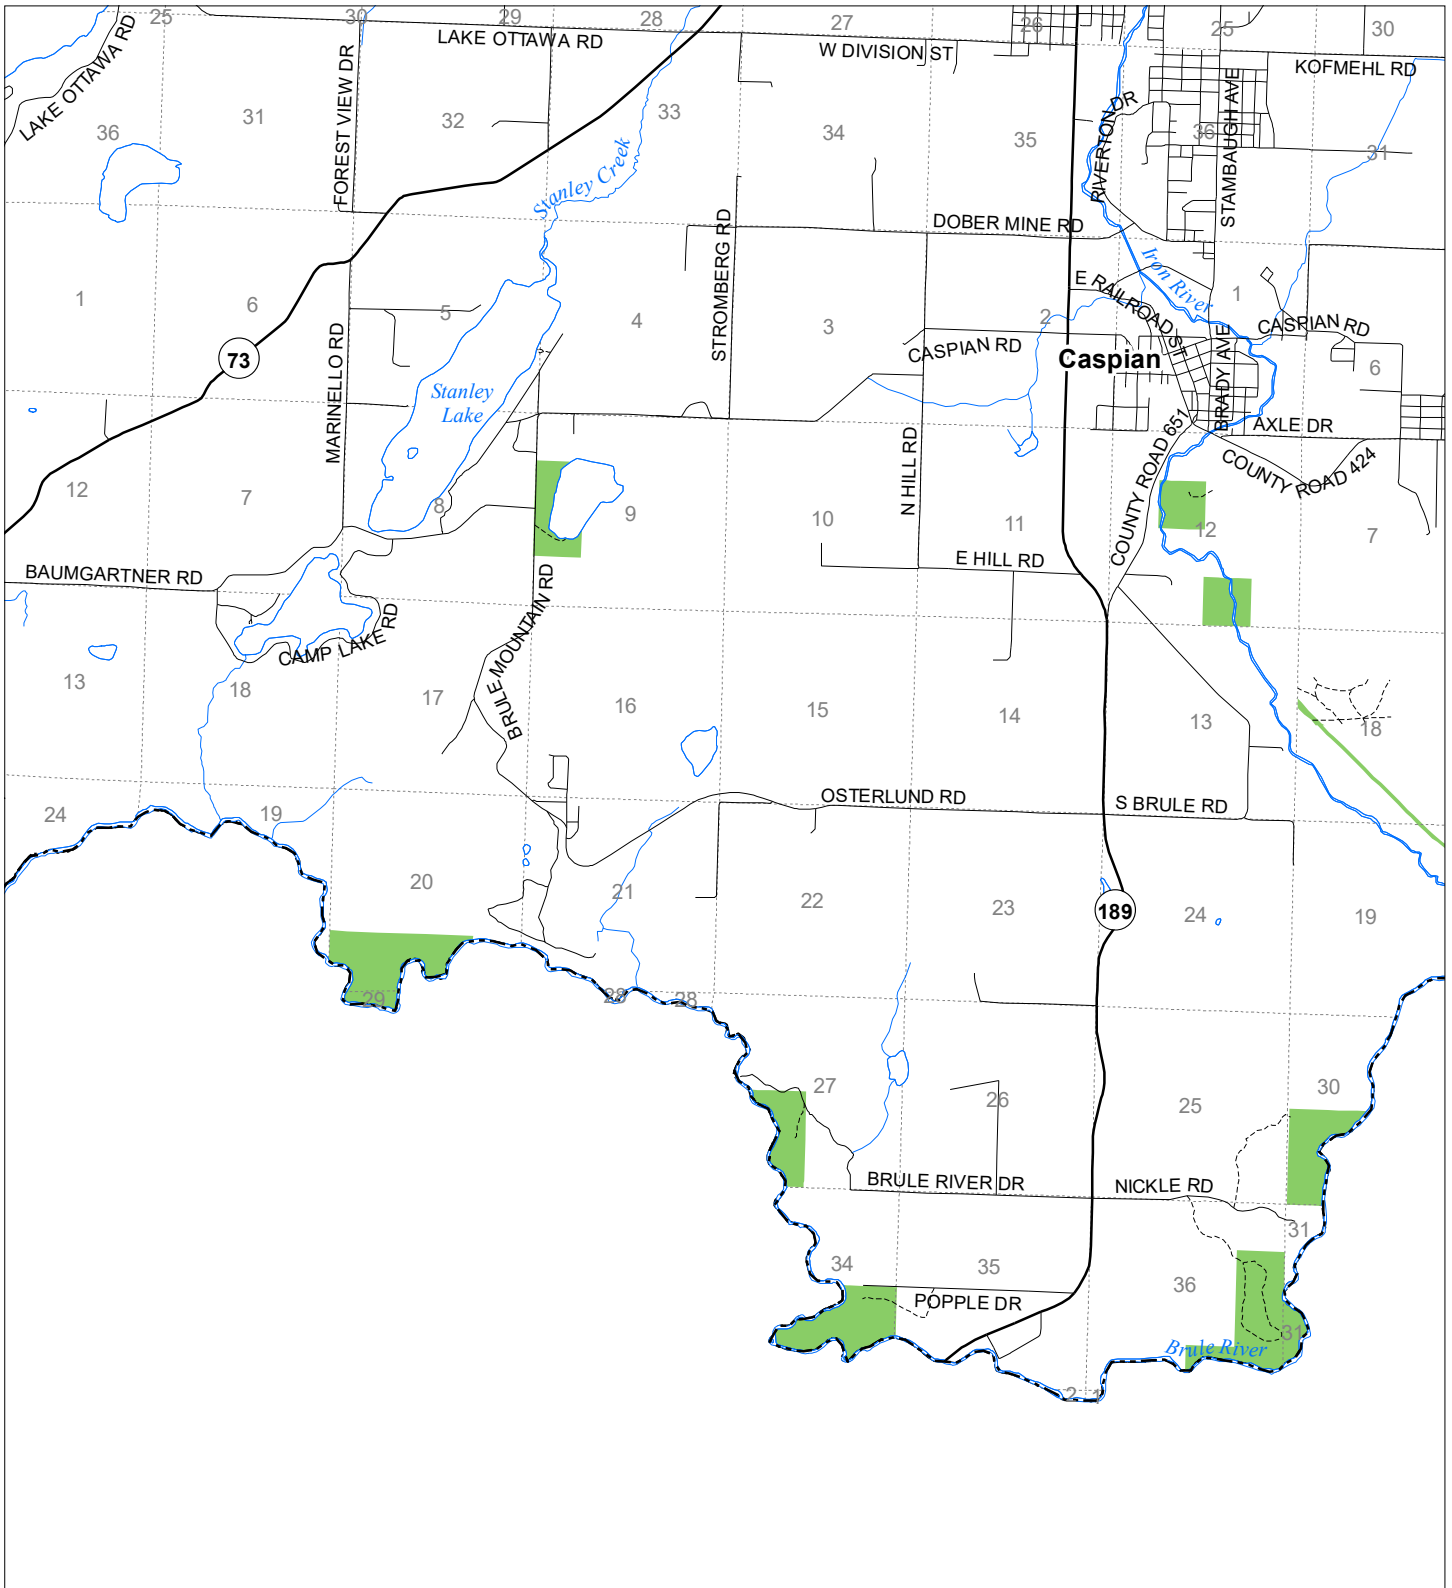 25
30
29
28
27
26
25
30
LAKE OTTAWA RD
LAKE OTTAWA RD
W DIVISION ST
KOFMEHL RD
FOREST VIEW DR
STAMBAUGH AVE
RIVERTON DR
36
31
32
33
34
35
36
31
Stanley Creek
STROMBERG RD
DOBER MINE RD
Iron River
1
6
5
4
3
2
1
E RAILROAD ST
CASPIAN RD
73
MARINELLO RD
CASPIAN RD
Caspian
BRADY AVE
6
Stanley
Lake
N HILL RD
COUNTY ROAD 651
AXLE DR
COUNTY ROAD 424
12
7
8
9
10
11
12
7
BAUMGARTNER RD
E HILL RD
BRULE MOUNTAIN RD
CAMP LAKE RD
13
18
17
16
15
14
13
18
OSTERLUND RD
S BRULE RD
24
19
20
21
22
23
189
24
19
29
28
28
27
26
25
30
BRULE RIVER DR
NICKLE RD
31
34
35
36
POPPLE DR
31
Brule River
2
1